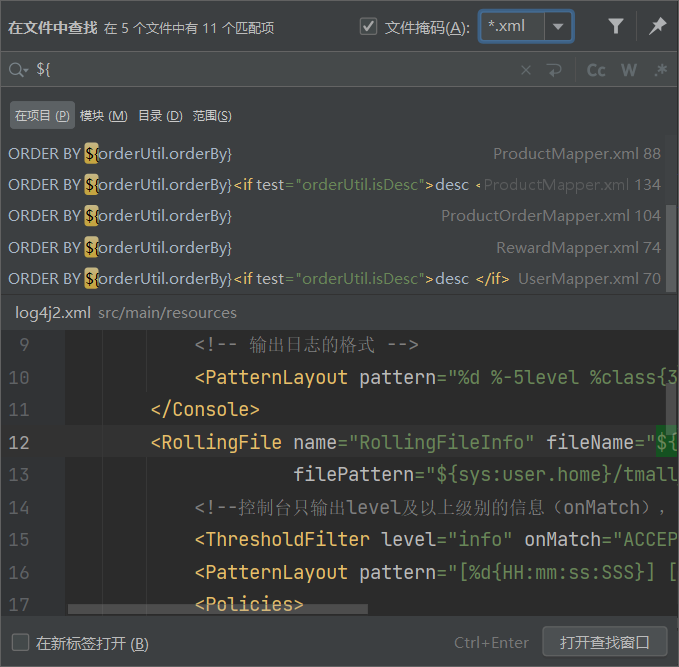 在文件中查找 在 5 个文件中有 11 个匹配项 文件掩码(A): *.xml
${ Cc W .*
在项目 (P) 模块 (M) 目录 (D) 范围(S)
ORDER BY ${orderUtil.orderBy} ProductMapper.xml 88
ORDER BY ${orderUtil.orderBy}<if test="orderUtil.isDesc">desc < ProductMapper.xml 134
ORDER BY ${orderUtil.orderBy} ProductOrderMapper.xml 104
ORDER BY ${orderUtil.orderBy} RewardMapper.xml 74
ORDER BY ${orderUtil.orderBy}<if test="orderUtil.isDesc">desc </if> UserMapper.xml 70
log4j2.xml src/main/resources
9 <!-- 输出日志的格式 -->
10 <PatternLayout pattern="%d %-5level %class{3
11 </Console>
12 <RollingFile name="RollingFileInfo" fileName="${
13 filePattern="${sys:user.home}/tmall
14 <!--控制台只输出level及以上级别的信息（onMatch），
15 <ThresholdFilter level="info" onMatch="ACCEP
16 <PatternLayout pattern="[%d{HH:mm:ss:SSS}] [
17 <Policies>
在新标签打开 (B) Ctrl+Enter 打开查找窗口